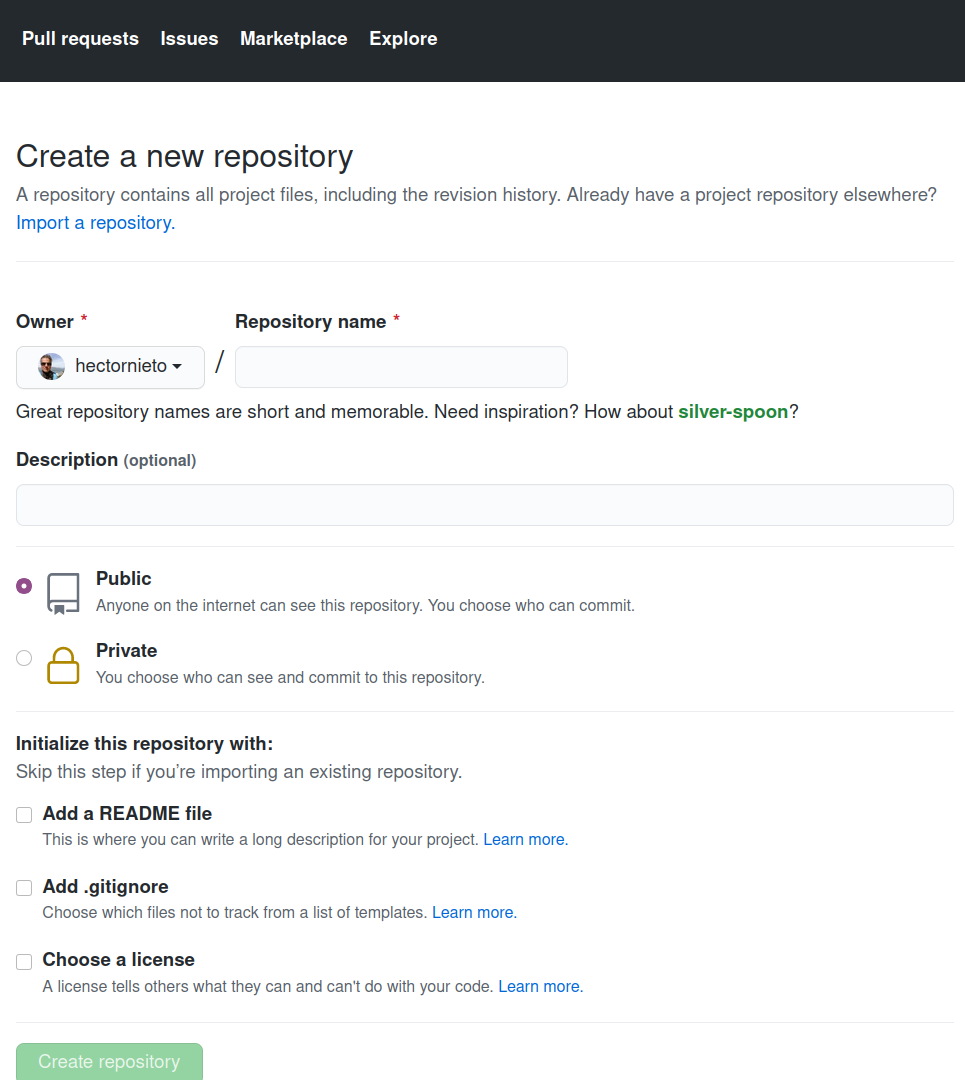 Pull requests Issues Marketplace Explore
Create a new repository
A repository contains all project files, including the revision history. Already have a project repository elsewhere?
Import a repository.
Owner * Repository name *
hectornieto /
Great repository names are short and memorable. Need inspiration? How about silver-spoon?
Description (optional)
Public
Anyone on the internet can see this repository. You choose who can commit.
Private
You choose who can see and commit to this repository.
Initialize this repository with:
Skip this step if you’re importing an existing repository.
Add a README file
This is where you can write a long description for your project. Learn more.
Add .gitignore
Choose which files not to track from a list of templates. Learn more.
Choose a license
A license tells others what they can and can't do with your code. Learn more.
Create repository